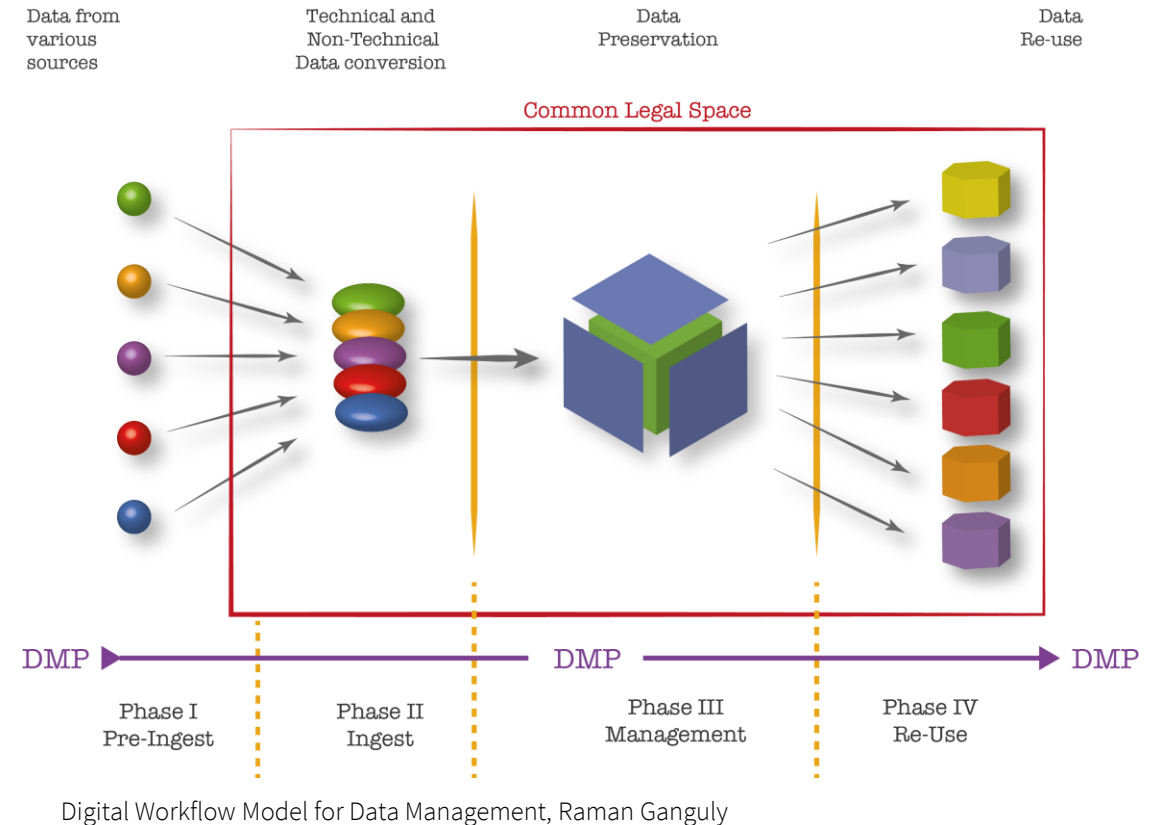 Data from
various
sources
Technical and
Non-Technical
Data conversion
Data
Preservation
Data
Re-use
Common Legal Space
DMP
DMP
DMP
Phase I
Pre-Ingest
Phase II
Ingest
Phase III
Management
Phase IV
Re-Use
Digital Workflow Model for Data Management, Raman Ganguly